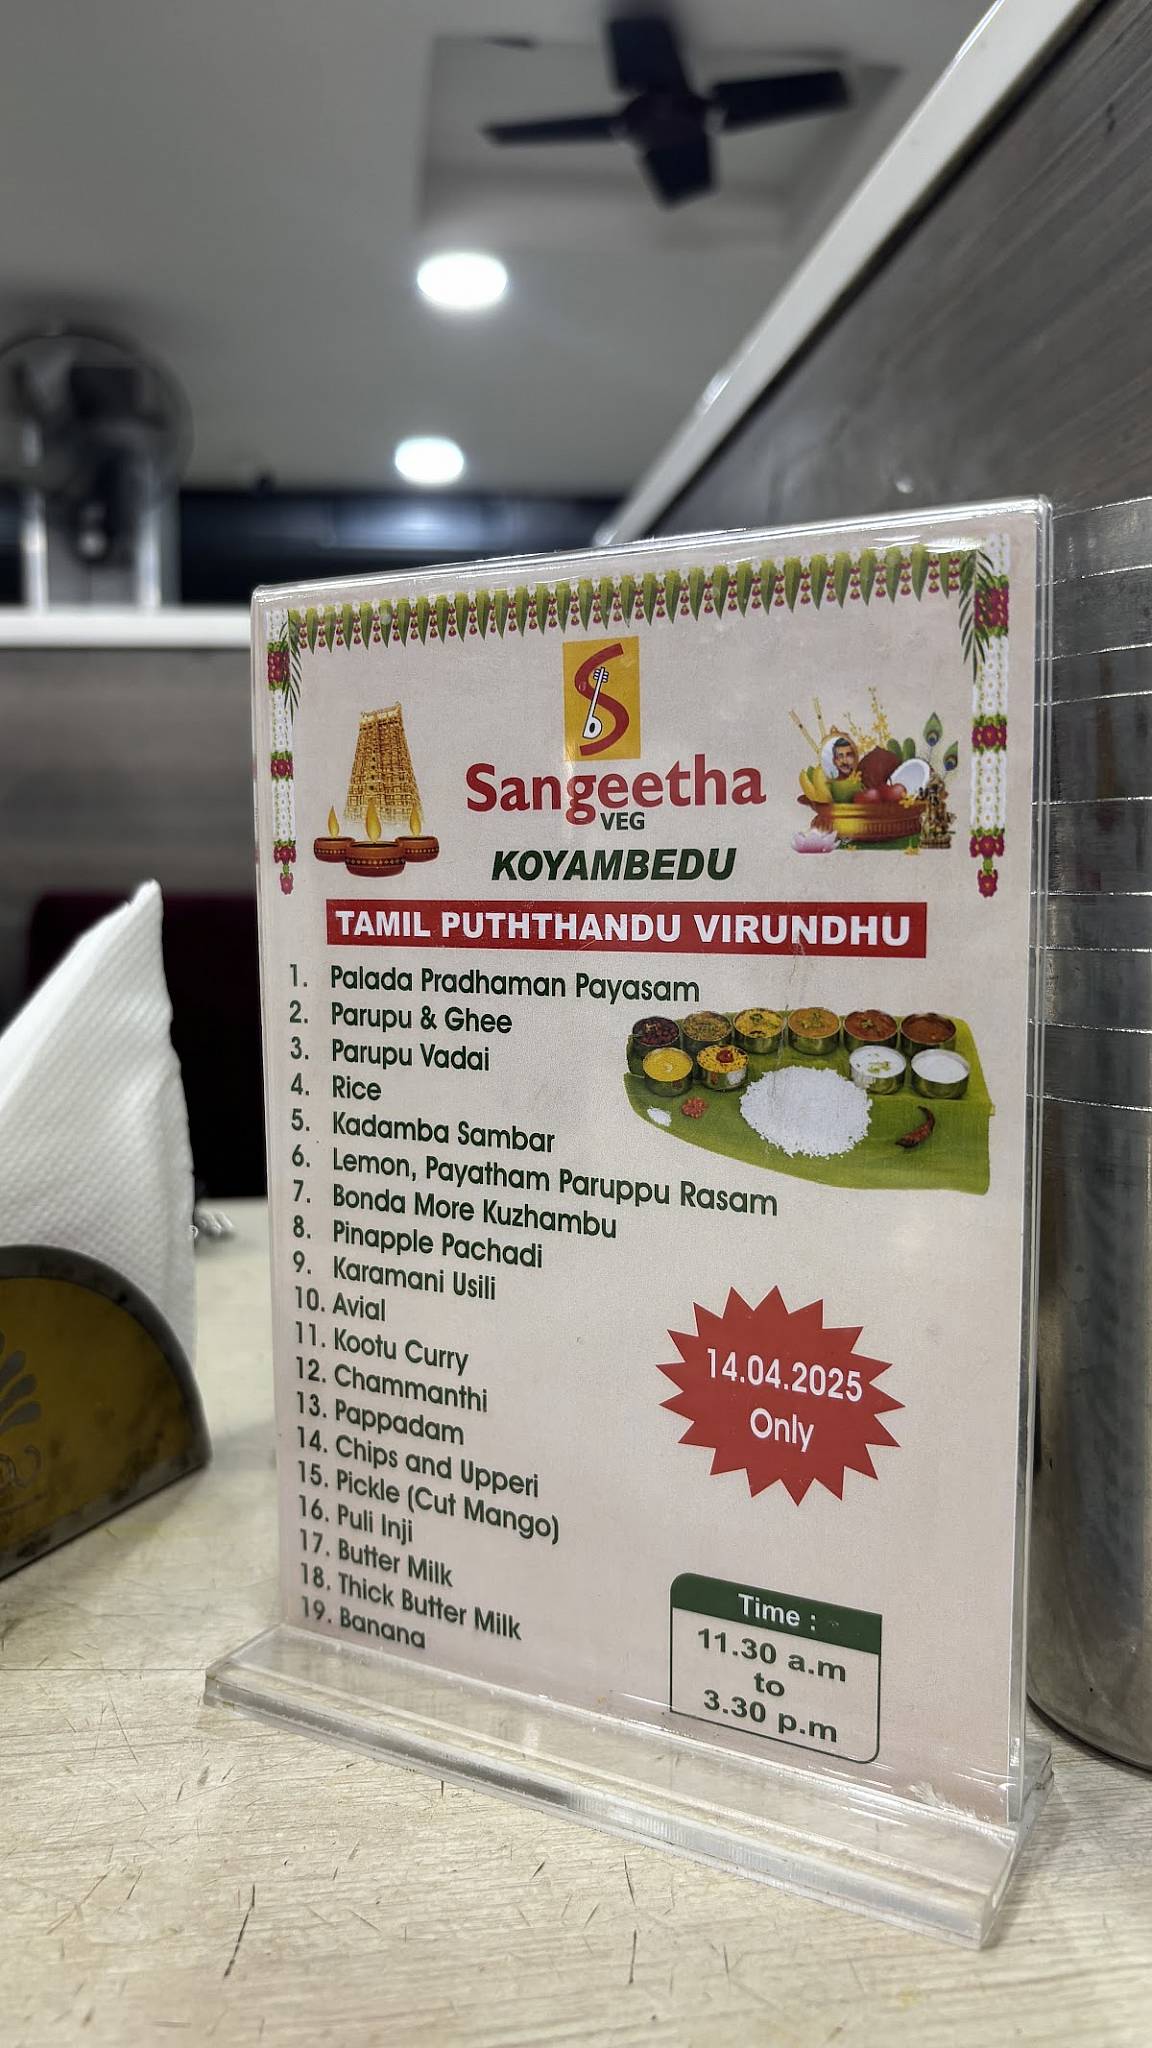 Sangeetha
VEG
KOYAMBEDU
TAMIL PUTHTHANDU VIRUNDHU
1. Palada Pradhaman Payasam
2. Parupu & Ghee
3. Parupu Vadai
4. Rice
5. Kadamba Sambar
6. Lemon, Payatham Paruppu Rasam
7. Bonda More Kuzhambu
8. Pinapple Pachadi
9. Karamani Usili
10. Avial
11. Kootu Curry
12. Chammanthi
13. Pappadam
14. Chips and Upperi
15. Pickle (Cut Mango)
16. Puli Inji
17. Butter Milk
18. Thick Butter Milk
19. Banana
14.04.2025
Only
Time :
11.30 a.m
to
3.30 p.m